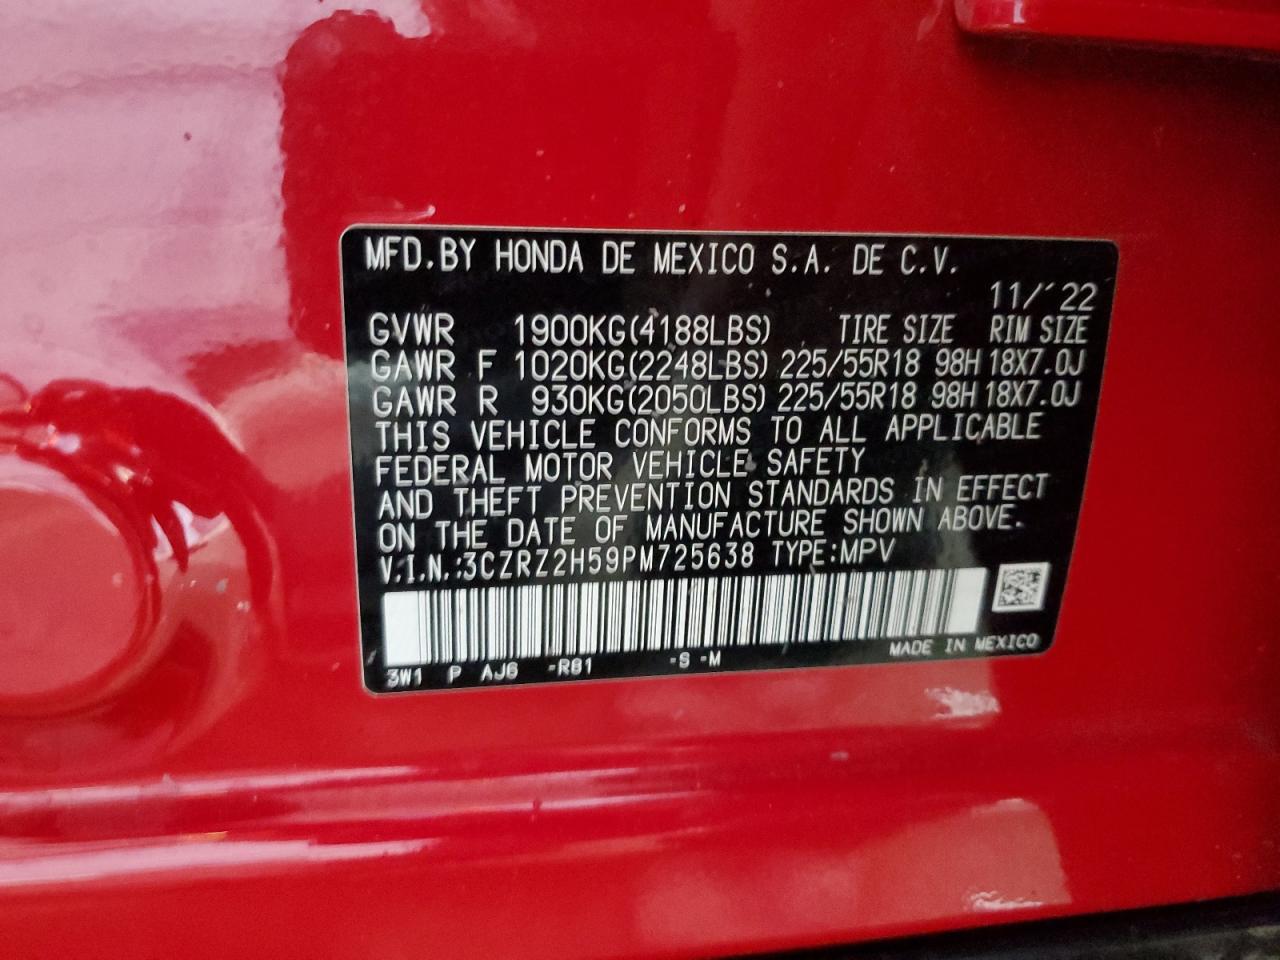 MFD.BY HONDA DE MEXICO S.A. DE C.V.
11/'22
GVWR 1900KG(4188LBS) TIRE SIZE RIM SIZE
GAWR F 1020KG(2248LBS) 225/55R18 98H 18X7.0J
GAWR R 930KG(2050LBS) 225/55R18 98H 18X7.0J
THIS VEHICLE CONFORMS TO ALL APPLICABLE
FEDERAL MOTOR VEHICLE SAFETY
AND THEFT PREVENTION STANDARDS IN EFFECT
ON THE DATE OF MANUFACTURE SHOWN ABOVE.
V.I.N.:3CZRZ2H59PM725638 TYPE:MPV
MADE IN MEXICO
3W1 P AJ6 -R81 -S -M